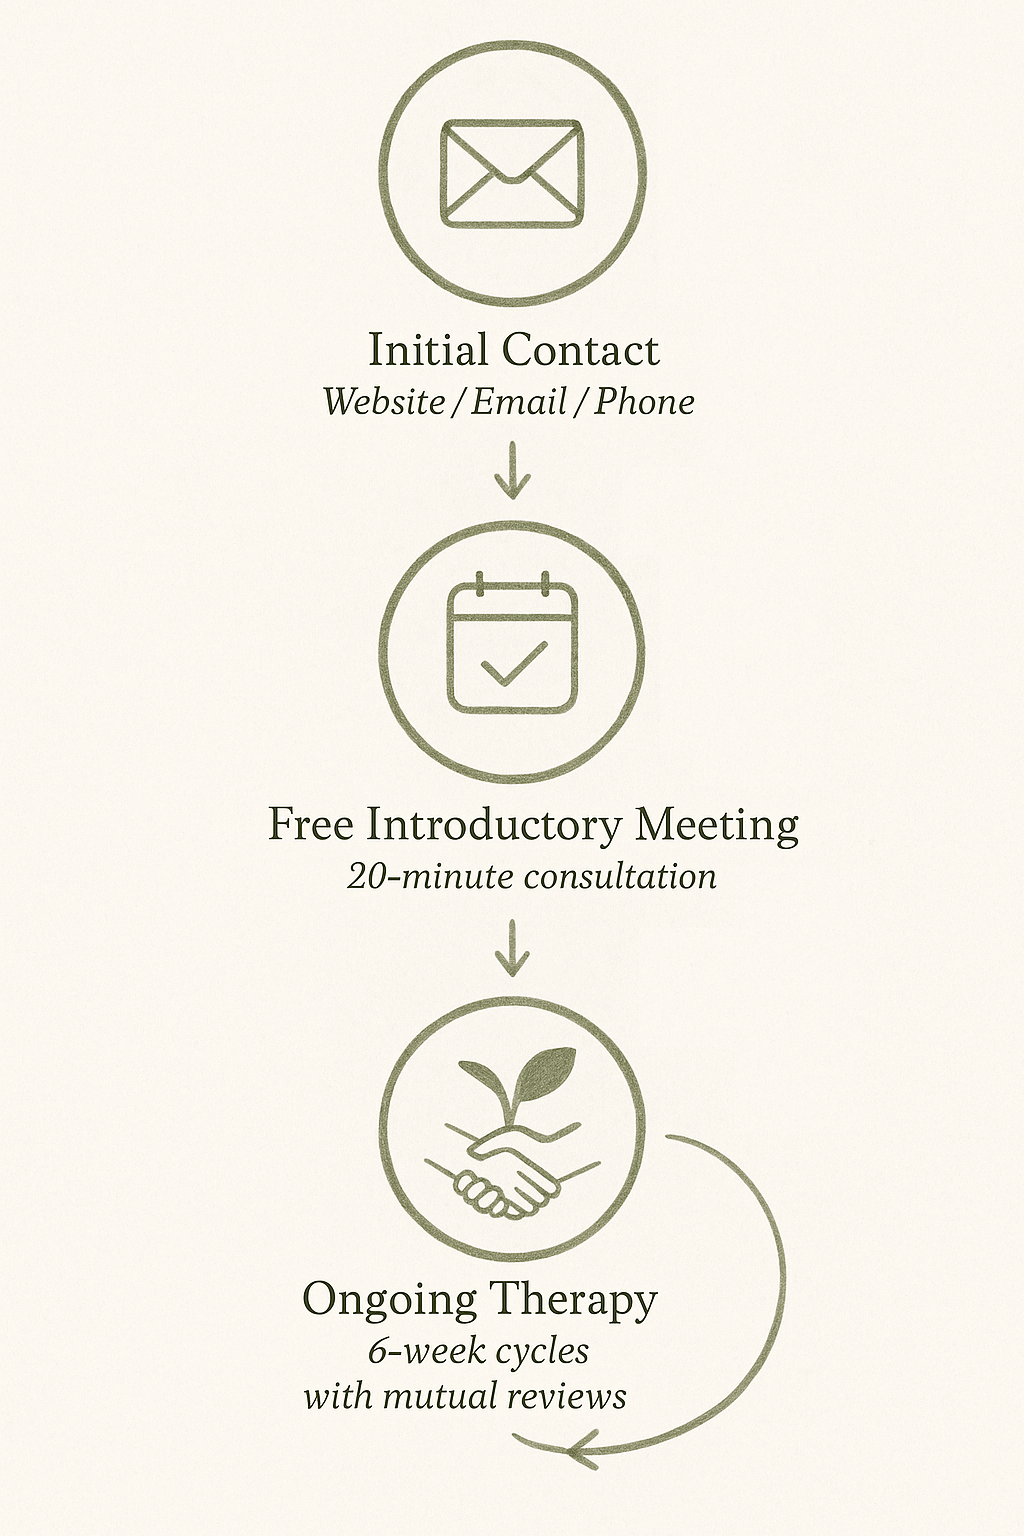 Initial Contact
Website / Email / Phone
Free Introductory Meeting
20-minute consultation
Ongoing Therapy
6-week cycles
with mutual reviews